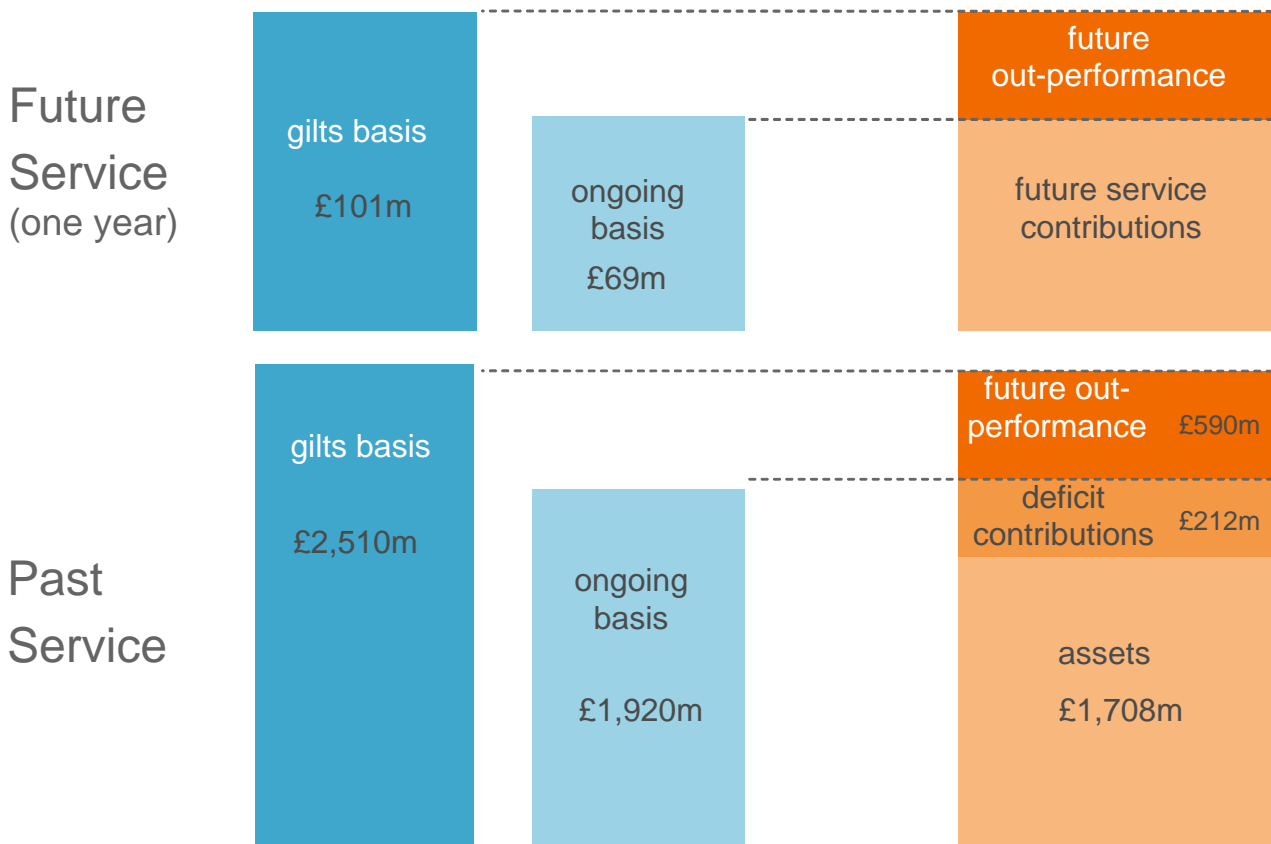 Future
Service
(one year)
gilts basis
£101m
ongoing
basis
£69m
future
out-performance
future service
contributions
Past
Service
gilts basis
£2,510m
ongoing
basis
£1,920m
future out-
performance £590m
deficit
contributions £212m
assets
£1,708m